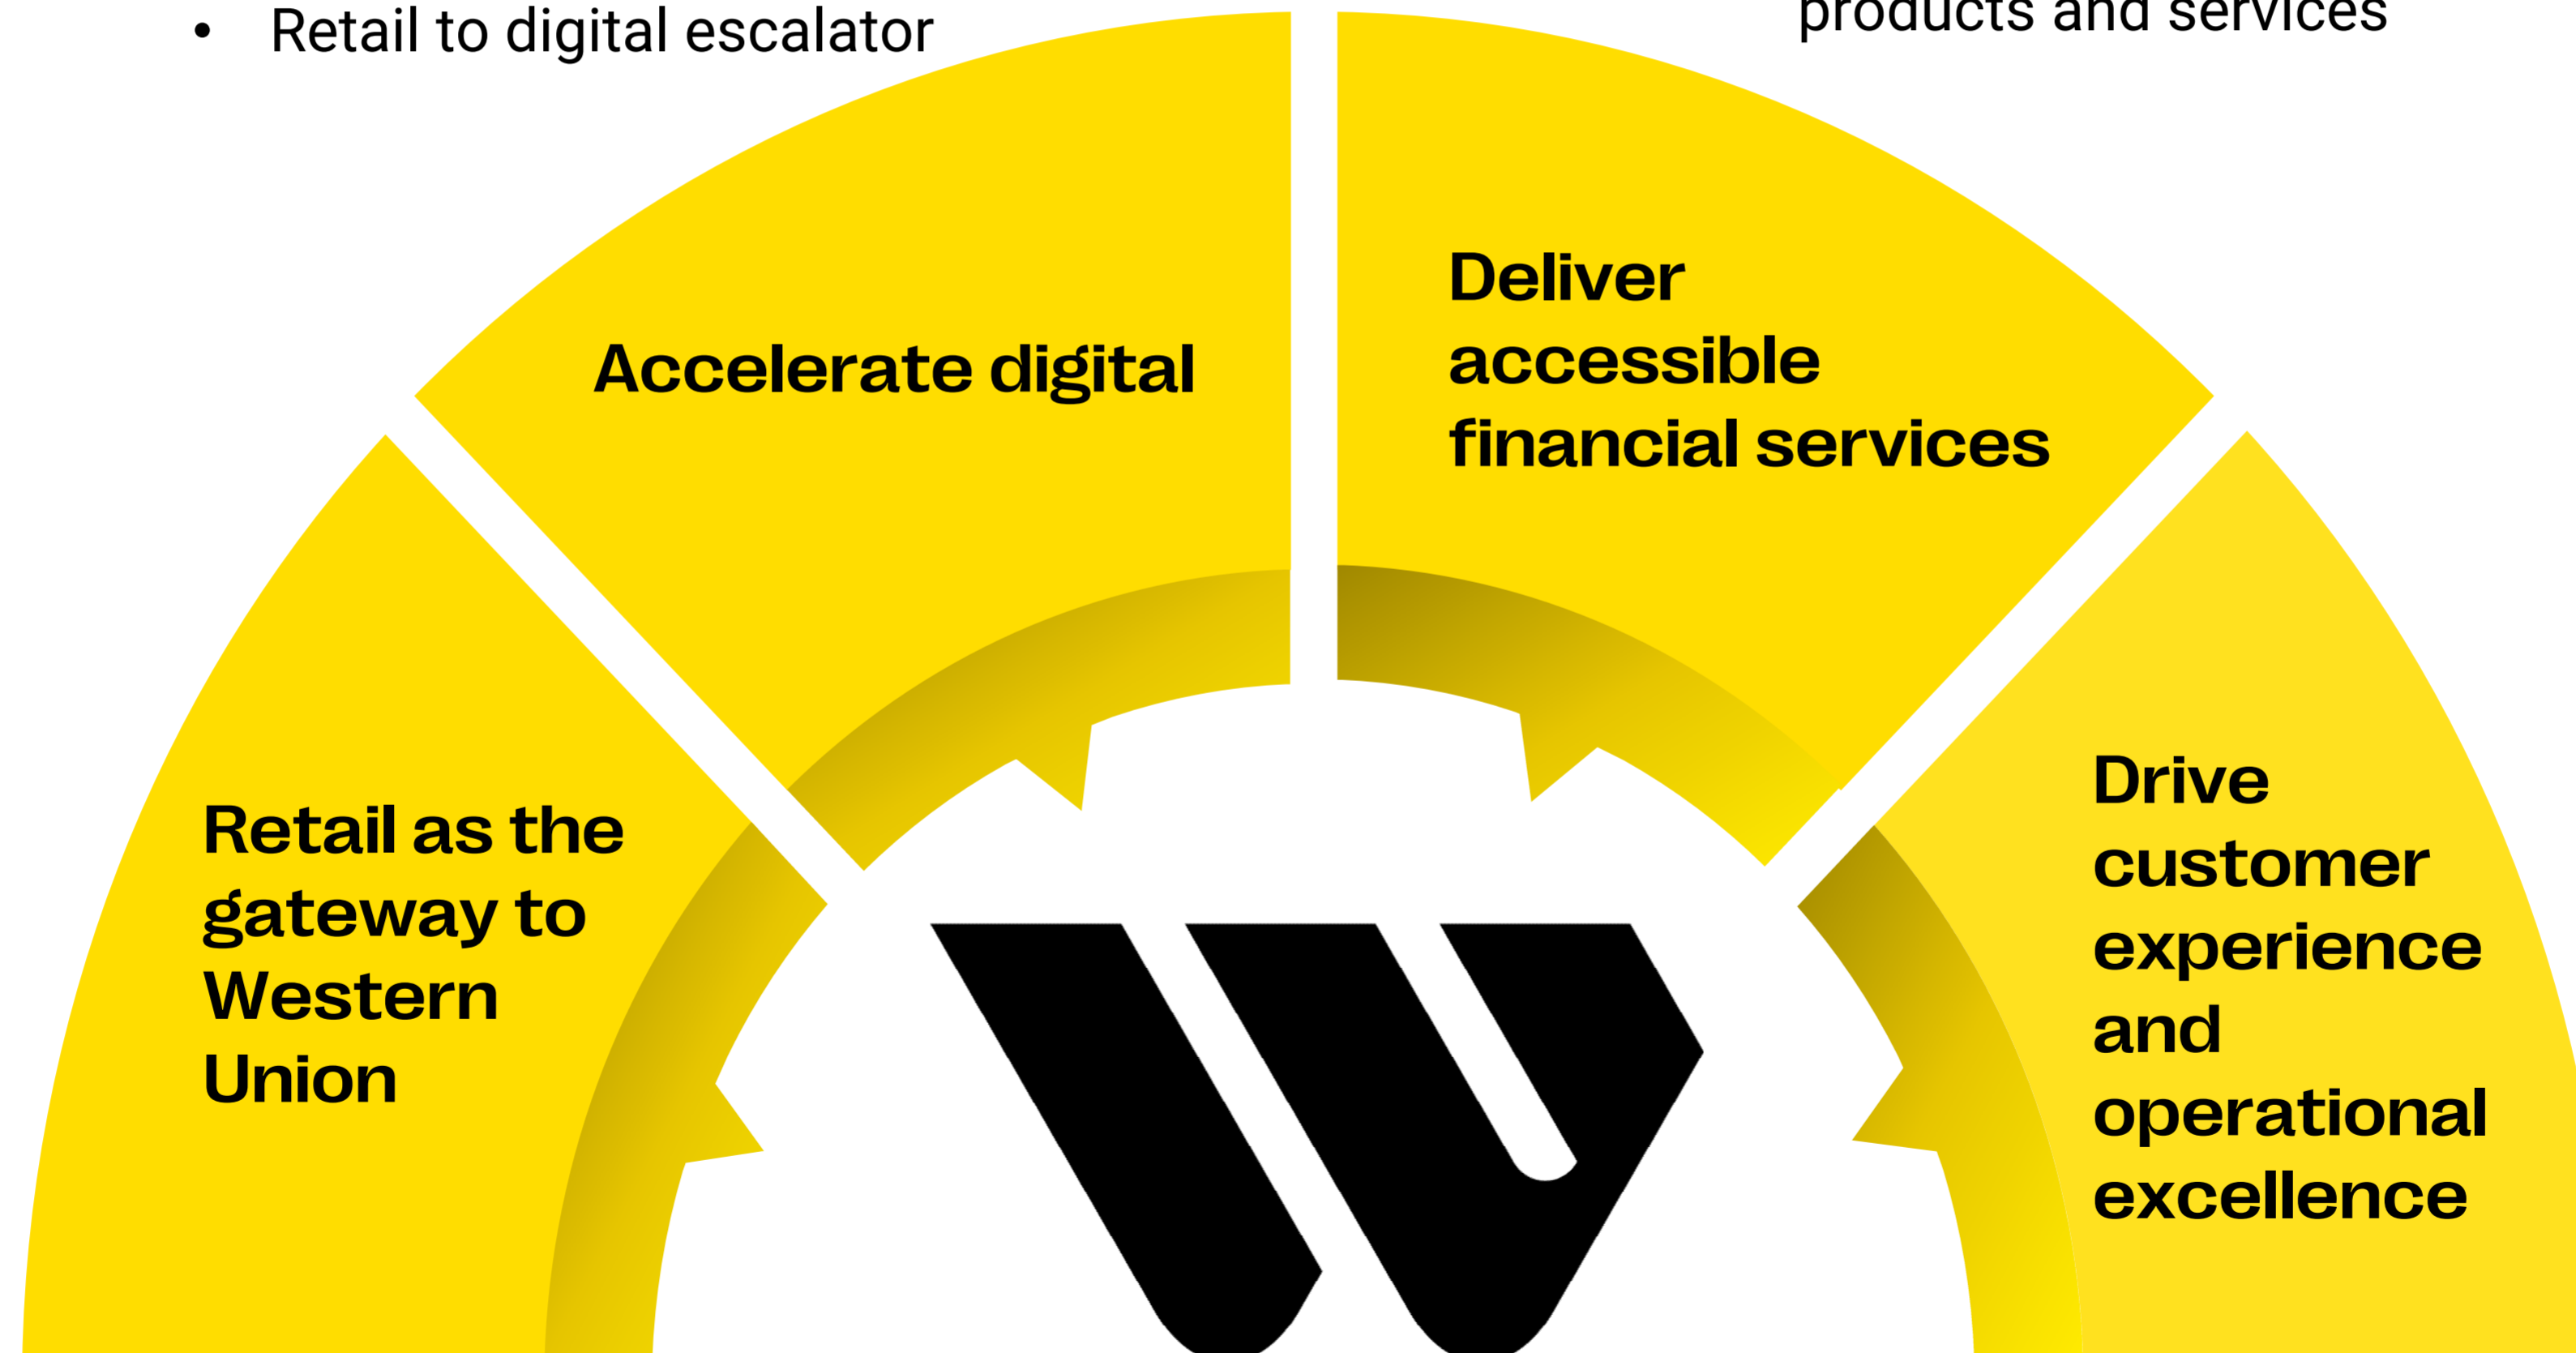 • Retail to digital escalator
products and services
Accelerate digital
Deliver
accessible
financial services
Retail as the
gateway to
Western
Union
Drive
customer
experience
and
operational
excellence